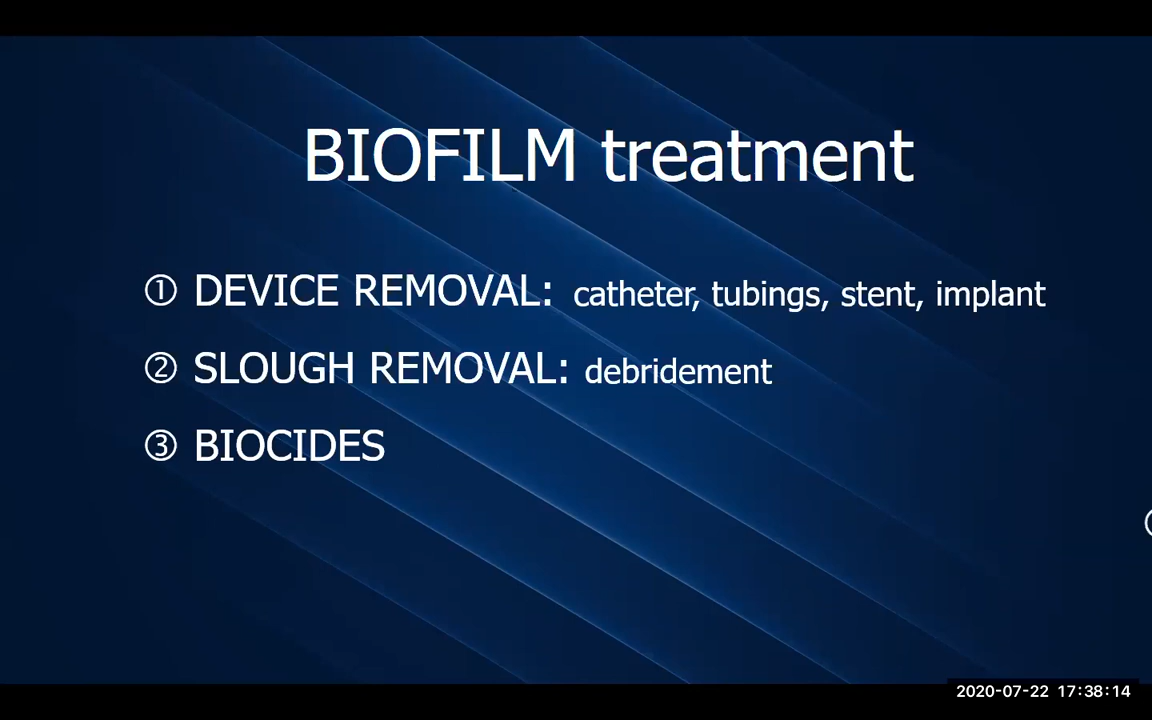 BIOFILM treatment
① DEVICE REMOVAL: catheter, tubings, stent, implant
② SLOUGH REMOVAL: debridement
③ BIOCIDES
2020-07-22 17:38:14